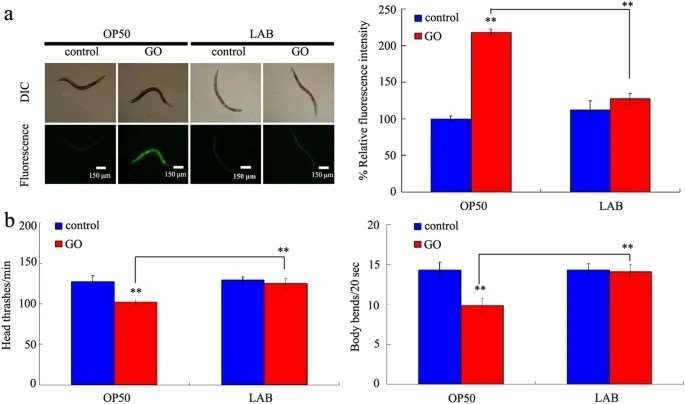 a
OP50 LAB
control GO control GO
DIC
Fluorescence
150 μm 150 μm 150 μm 150 μm
% Relative fluorescence intensity
250
200
150
100
50
0
control
GO
**
**
OP50 LAB
b
Head thrashes/min
200
150
100
50
0
control
GO
**
**
OP50 LAB
Body bends/20 sec
20
15
10
5
0
control
GO
**
**
OP50 LAB